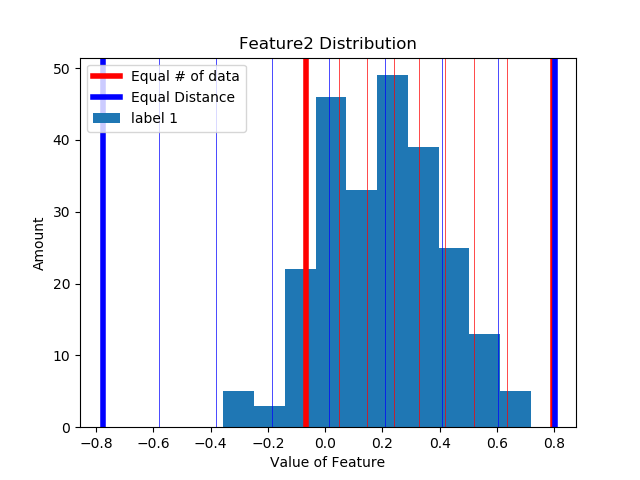 Feature2 Distribution
Equal # of data
Equal Distance
label 1
50
40
30
20
10
0
Amount
−0.8 −0.6 −0.4 −0.2 0.0 0.2 0.4 0.6 0.8
Value of Feature